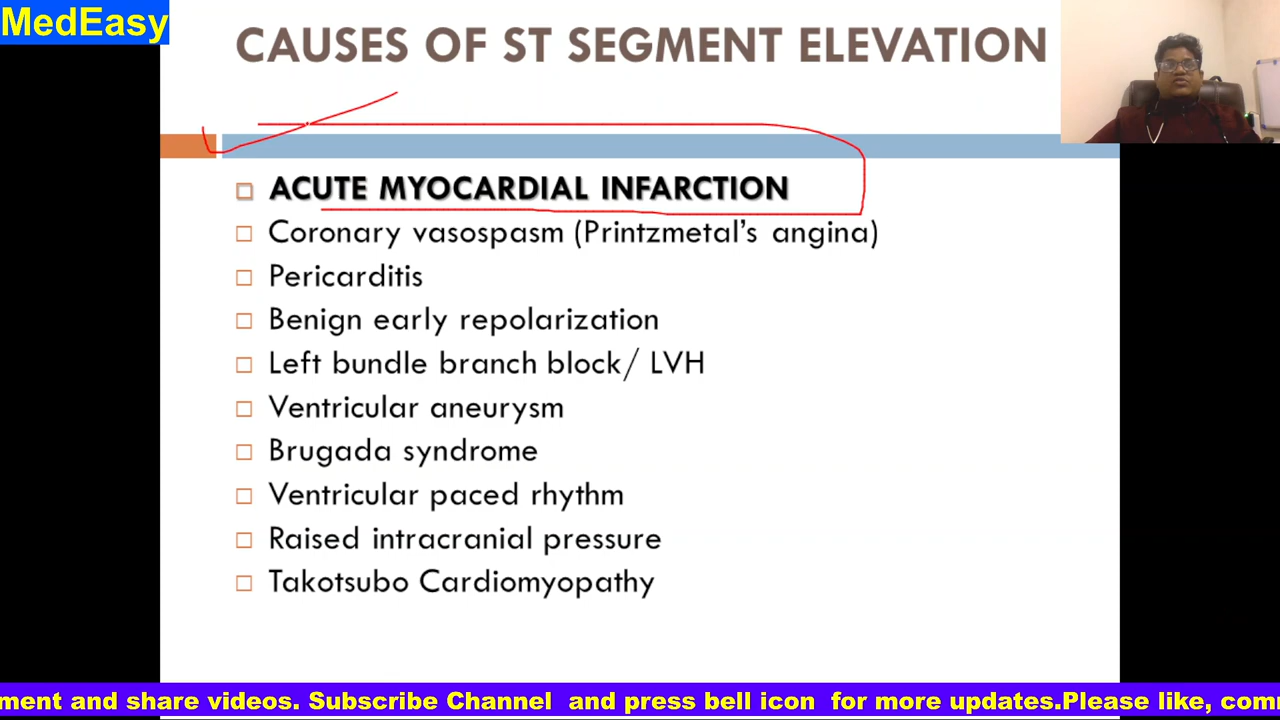 MedEasy
CAUSES OF ST SEGMENT ELEVATION
ACUTE MYOCARDIAL INFARCTION
Coronary vasospasm (Printzmetal’s angina)
Pericarditis
Benign early repolarization
Left bundle branch block/ LVH
Ventricular aneurysm
Brugada syndrome
Ventricular paced rhythm
Raised intracranial pressure
Takotsubo Cardiomyopathy
ment and share videos. Subscribe Channel and press bell icon for more updates.Please like, com